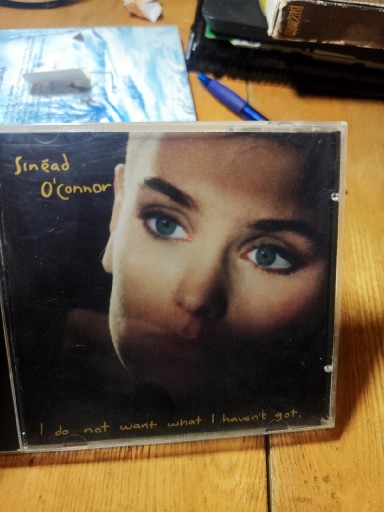 Sinéad
O'Connor
I do not want what I haven't got.